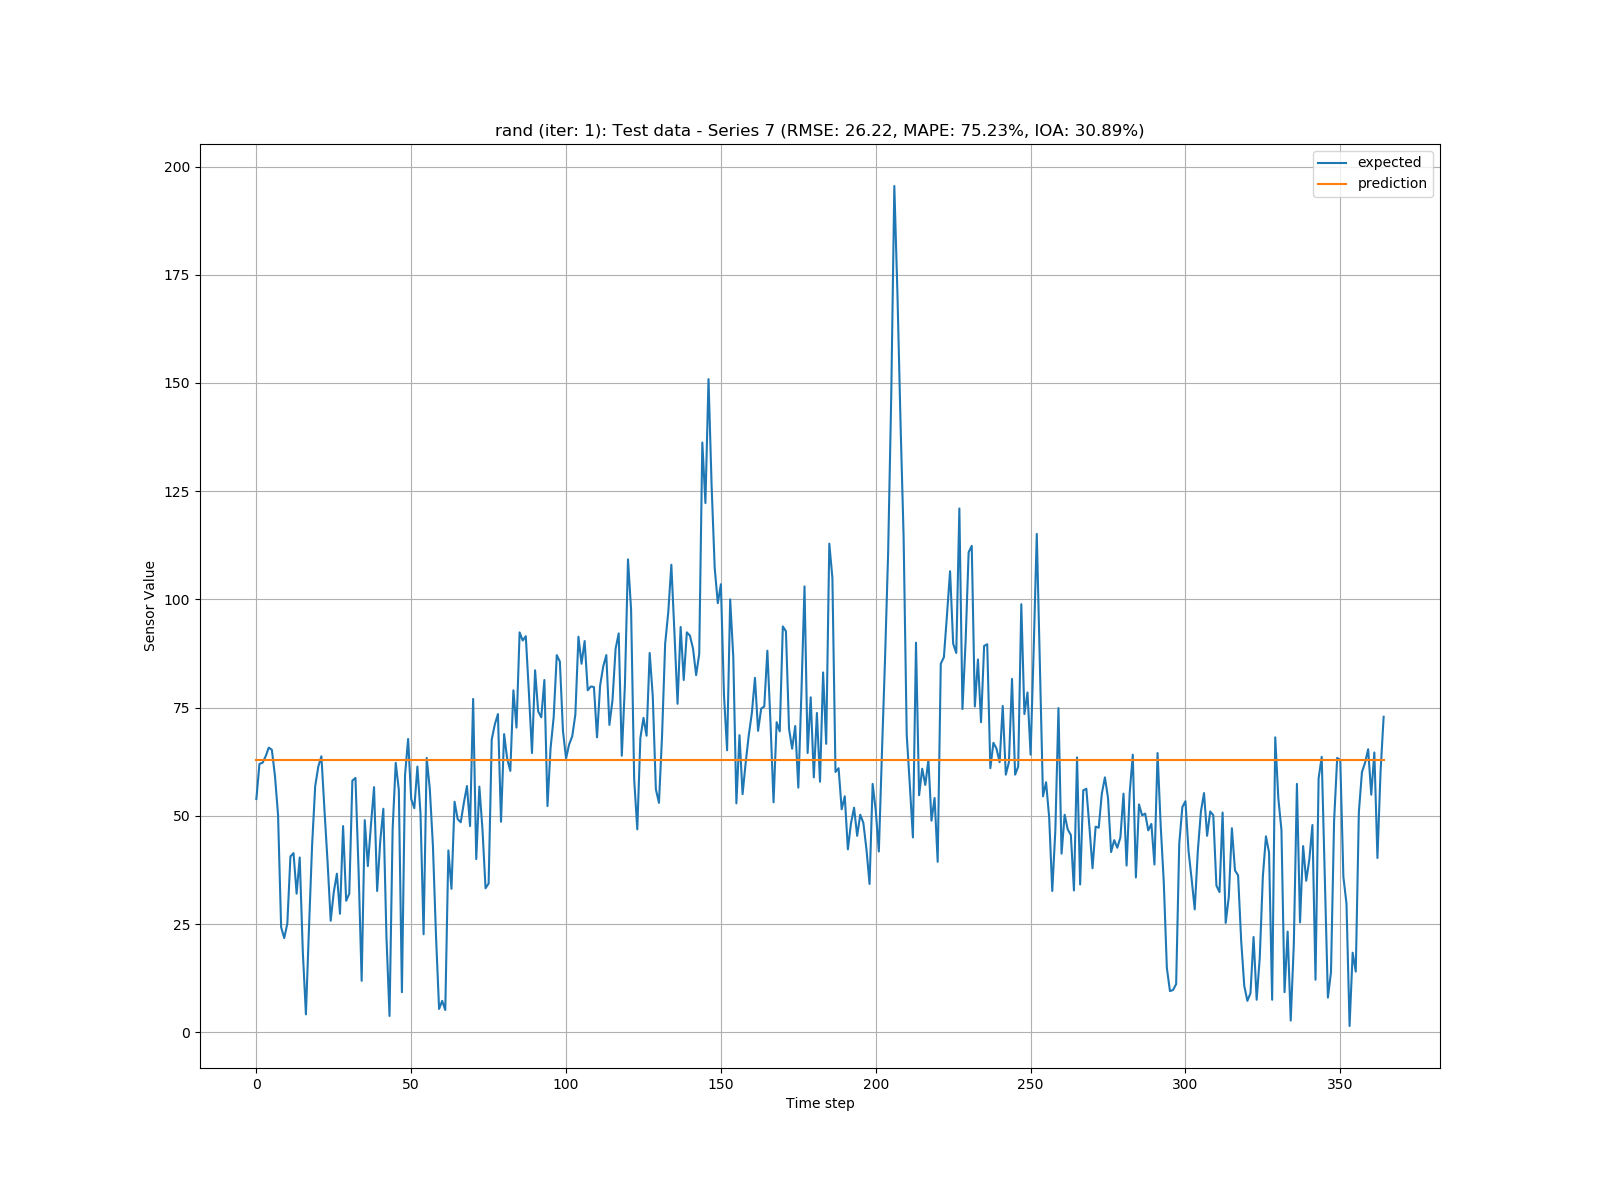 rand (iter: 1): Test data - Series 7 (RMSE: 26.22, MAPE: 75.23%, IOA: 30.89%)
expected
prediction
200
175
150
125
100
75
50
25
0
Sensor Value
0 50 100 150 200 250 300 350
Time step